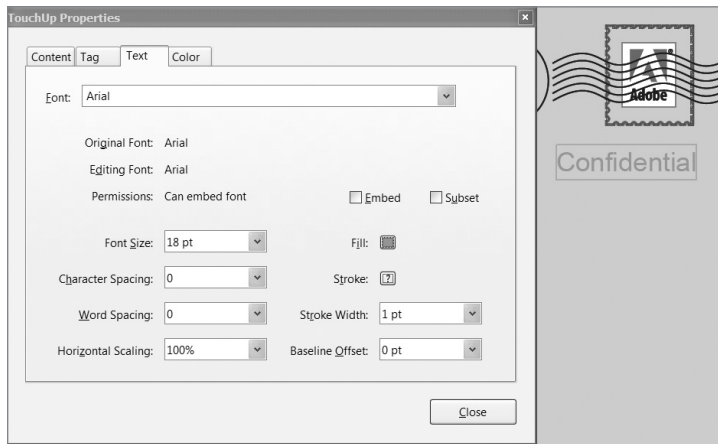 TouchUp Properties
Content Tag Text Color
Font: Arial
Original Font: Arial
Editing Font: Arial
Permissions: Can embed font Embed Subset
Font Size: 18 pt Fill:
Character Spacing: 0 Stroke: ?
Word Spacing: 0 Stroke Width: 1 pt
Horizontal Scaling: 100% Baseline Offset: 0 pt
Close
Adobe
Confidential